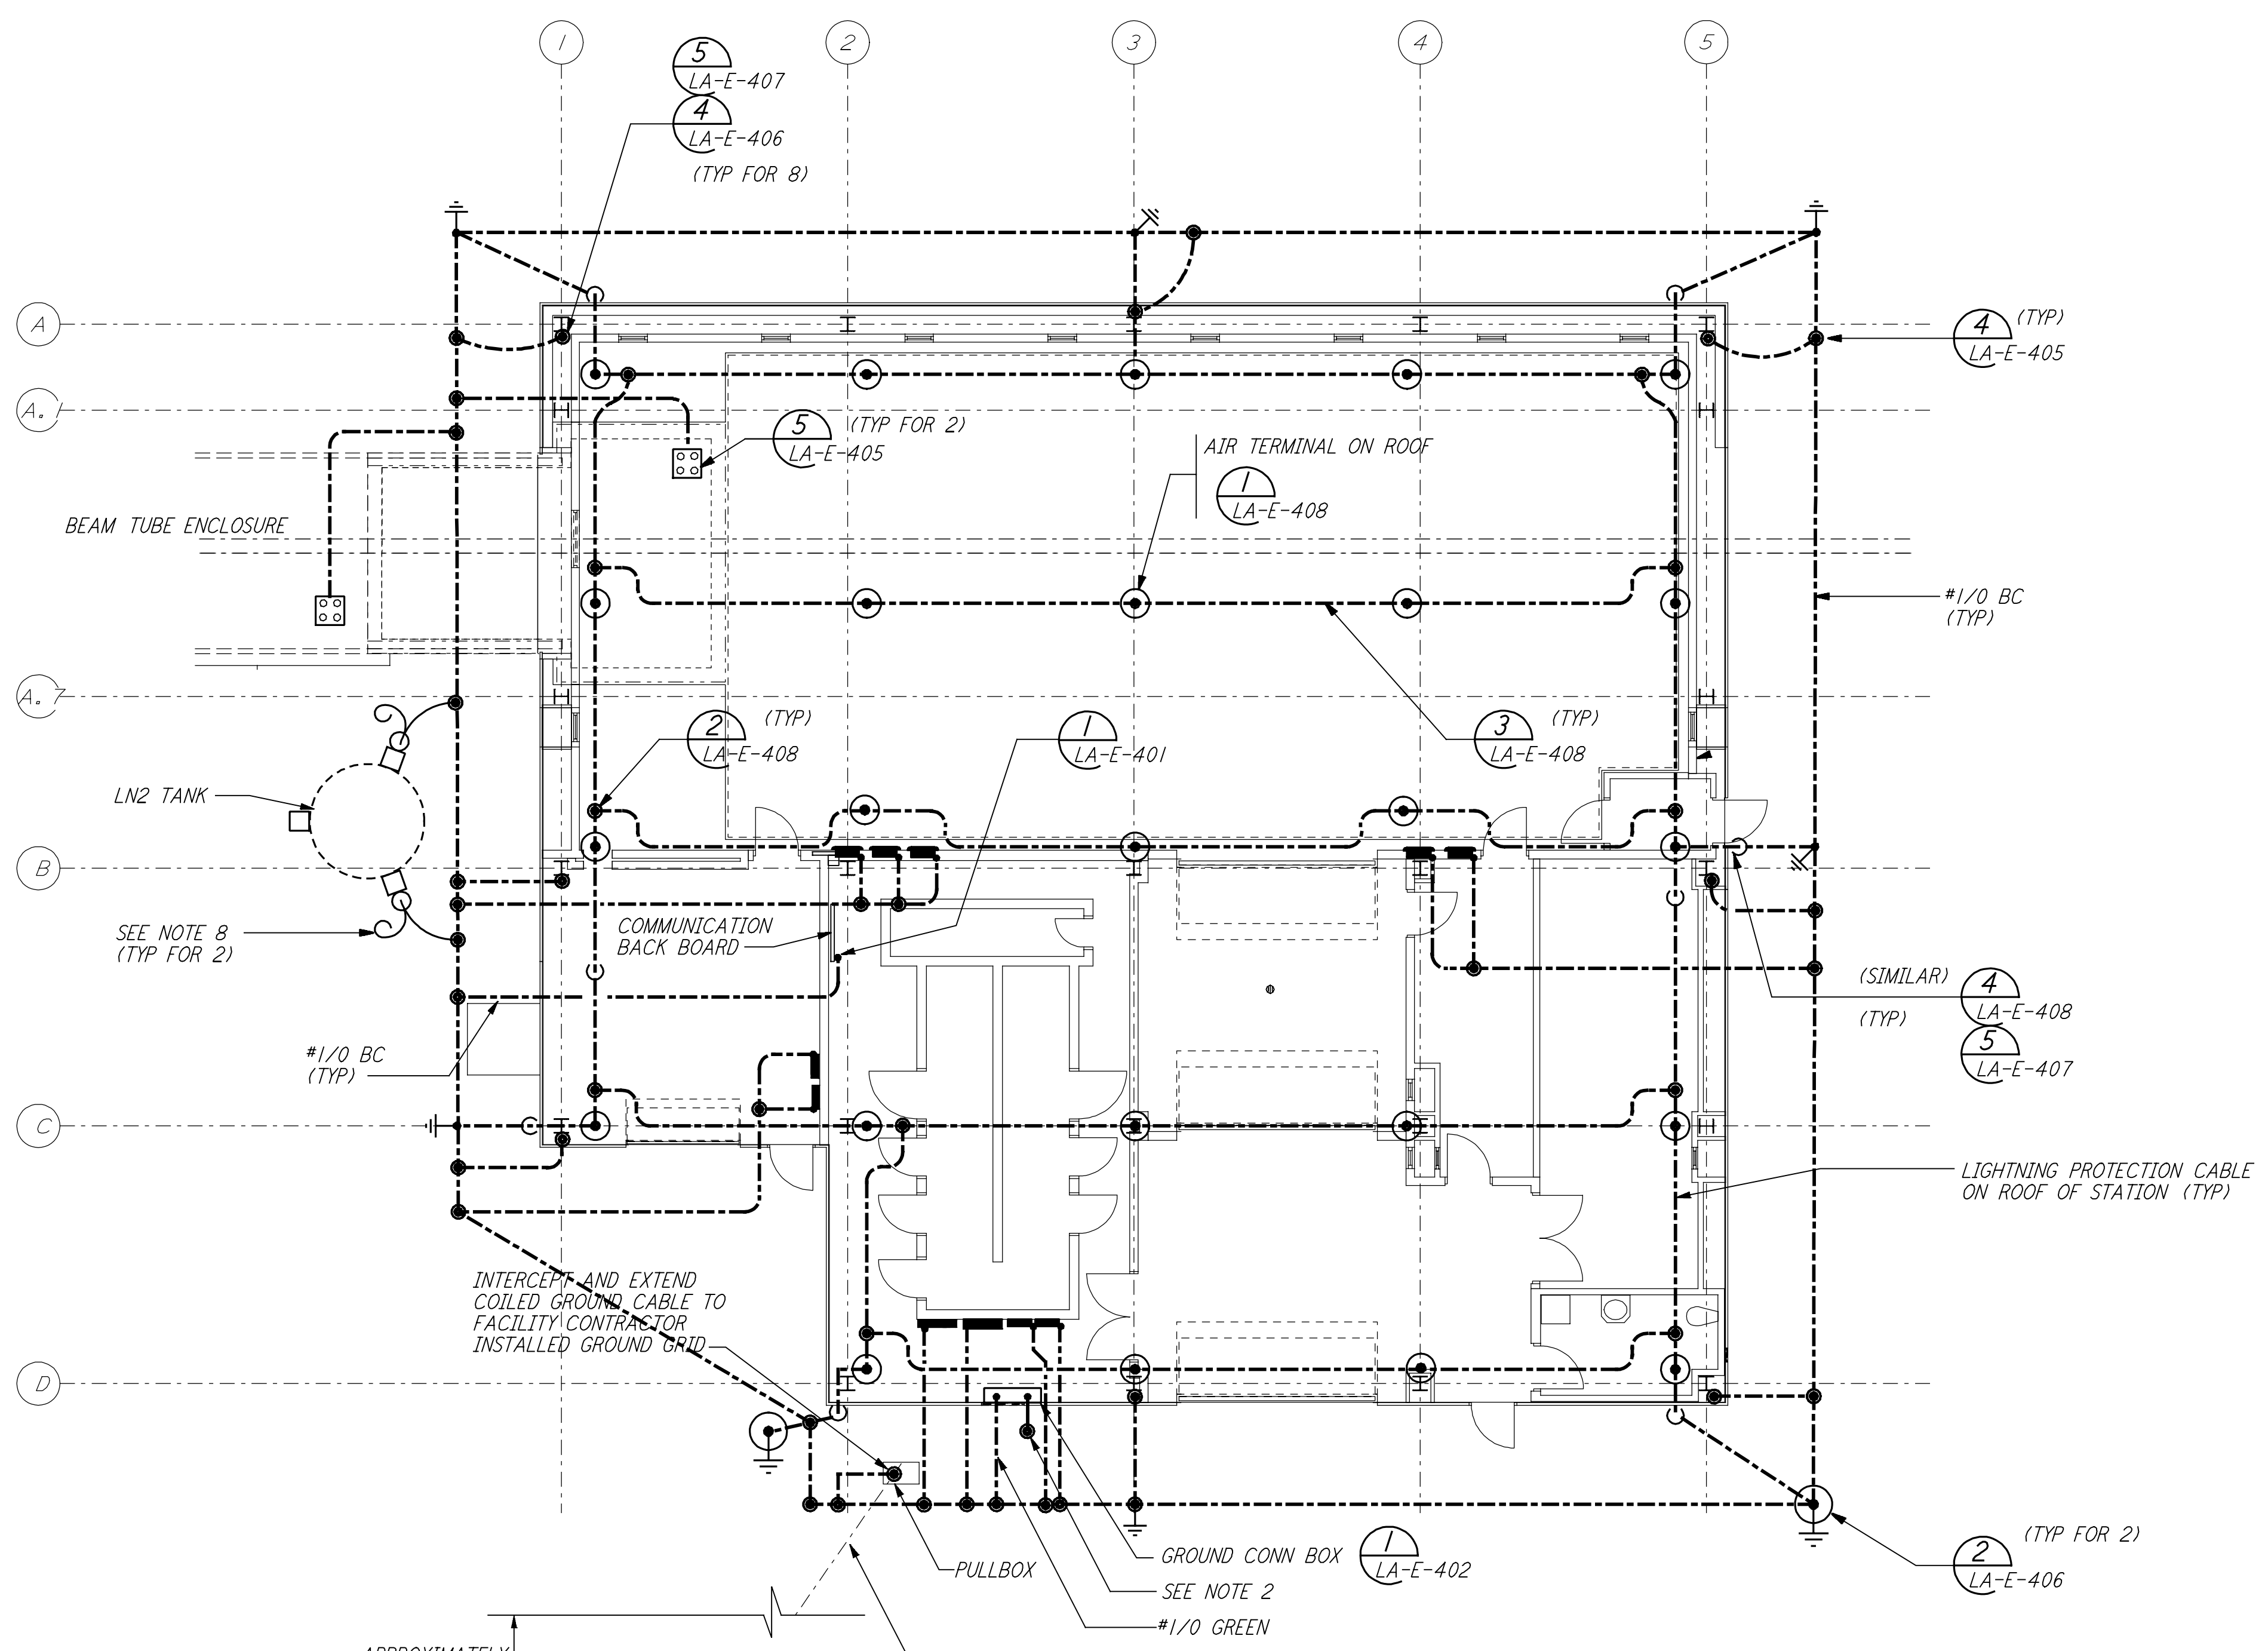 1
2
3
4
5
5
LA-E-407
4
LA-E-406
(TYP FOR 8)
A
4
(TYP)
LA-E-405
A.1
5
(TYP FOR 2)
LA-E-405
AIR TERMINAL ON ROOF
1
LA-E-408
BEAM TUBE ENCLOSURE
#1/0 BC
(TYP)
A.7
2
(TYP)
LA-E-408
1
LA-E-401
3
(TYP)
LA-E-408
LN2 TANK
B
COMMUNICATION
BACK BOARD
SEE NOTE 8
(TYP FOR 2)
(SIMILAR)
(TYP)
4
LA-E-408
5
LA-E-407
#1/0 BC
(TYP)
C
LIGHTNING PROTECTION CABLE
ON ROOF OF STATION (TYP)
INTERCEPT AND EXTEND
COILED GROUND CABLE TO
FACILITY CONTRACTOR
INSTALLED GROUND GRID
D
PULLBOX
GROUND CONN BOX
1
LA-E-402
SEE NOTE 2
#1/0 GREEN
2
(TYP FOR 2)
LA-E-406
APPROXIMATELY